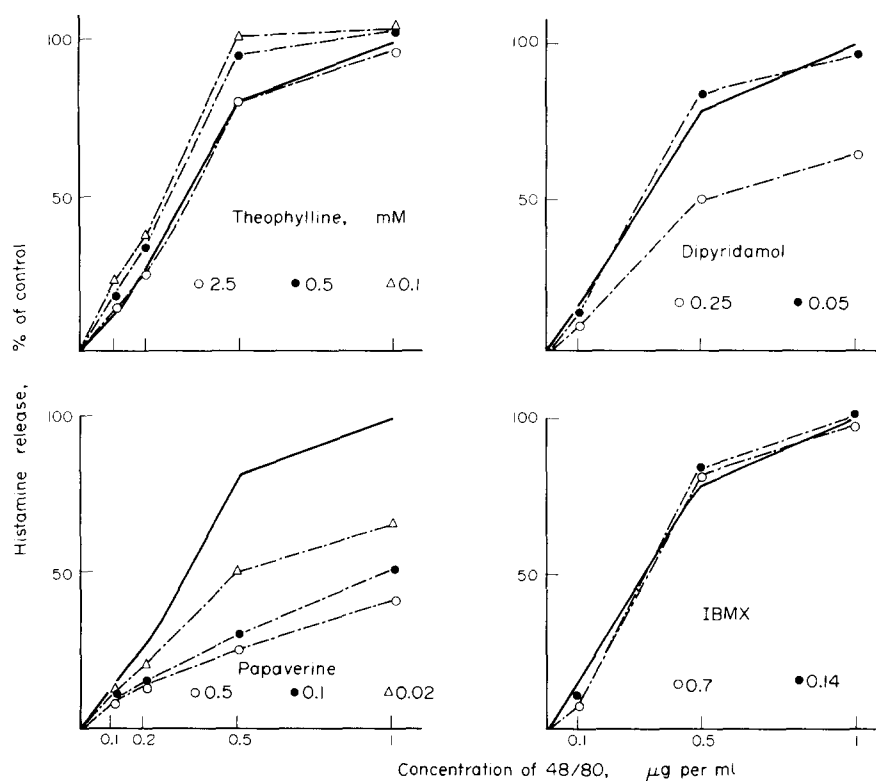 100
50
Theophylline, mM
○ 2.5 ● 0.5 △ 0.1
100
50
Dipyridamol
○ 0.25 ● 0.05
Histamine release, % of control
100
50
Papaverine
○ 0.5 ● 0.1 △ 0.02
0.1 0.2 0.5 1
100
50
IBMX
○ 0.7 ● 0.14
0.1 0.5 1
Concentration of 48/80, μg per ml